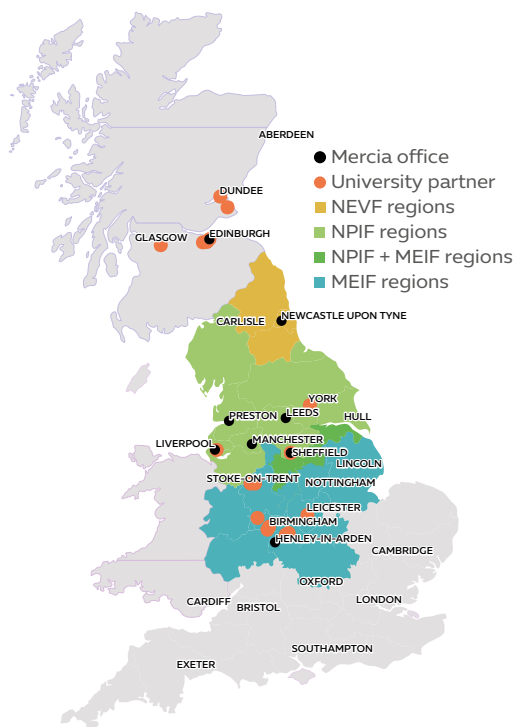 ABERDEEN
Mercia office
University partner
NEVF regions
NPIF regions
NPIF + MEIF regions
MEIF regions
DUNDEE
GLASGOW
EDINBURGH
CARLISLE
NEWCASTLE UPON TYNE
YORK
PRESTON
LEEDS
HULL
LIVERPOOL
MANCHESTER
SHEFFIELD
LINCOLN
STOKE-ON-TRENT
NOTTINGHAM
LEICESTER
BIRMINGHAM
HENLEY-IN-ARDEN
CAMBRIDGE
OXFORD
CARDIFF
BRISTOL
LONDON
SOUTHAMPTON
EXETER